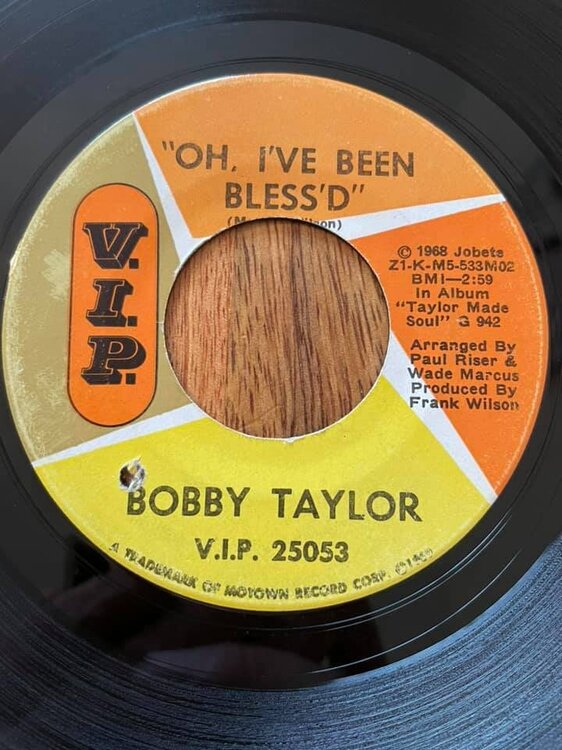 "OH, I'VE BEEN
BLESS'D"
V.I.P.
© 1968 Jobete
Z1-K-M5-533M02
BMI—2:59
In Album
"Taylor Made
Soul" G 942
Arranged By
Paul Riser &
Wade Marcus
Produced By
Frank Wilson
BOBBY TAYLOR
V.I.P. 25053
A TRADEMARK OF MOTOWN RECORD CORP.